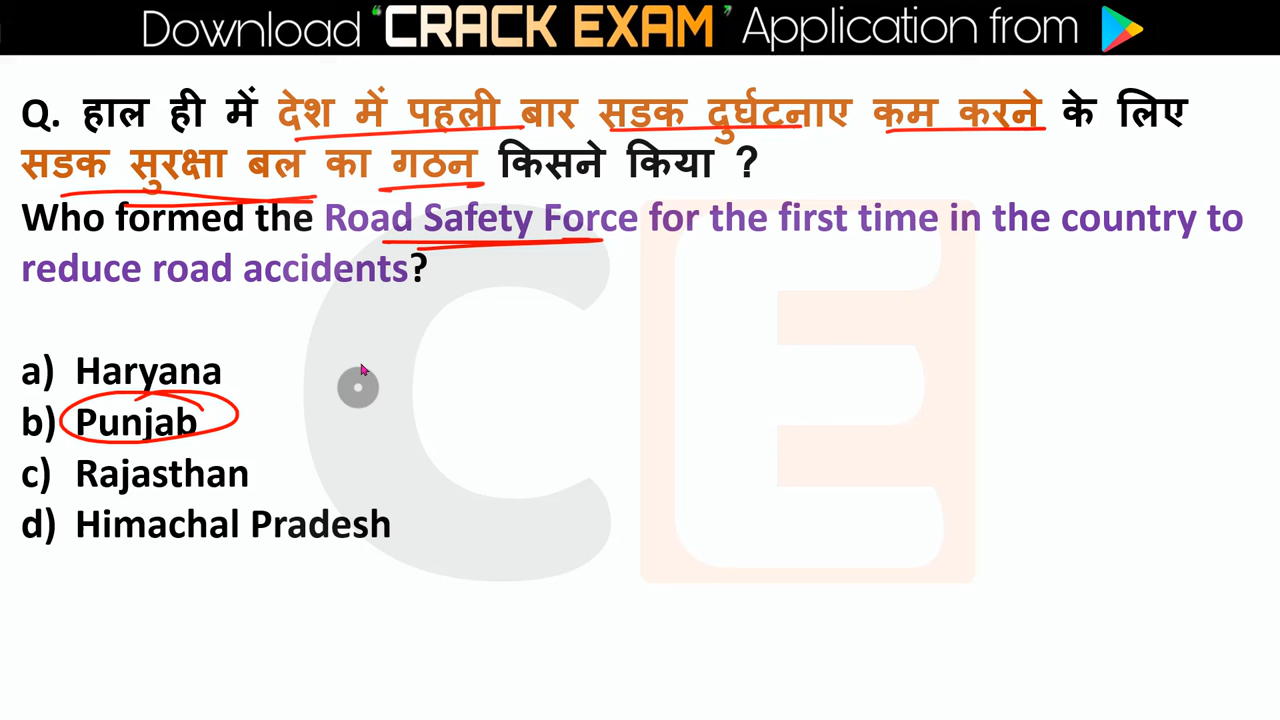 Download “CRACK EXAM” Application from
Q. हाल ही में देश में पहली बार सडक दुर्घटनाए कम करने के लिए
सडक सुरक्षा बल का गठन किसने किया ?
Who formed the Road Safety Force for the first time in the country to
reduce road accidents?
a) Haryana
b) Punjab
c) Rajasthan
d) Himachal Pradesh
CE